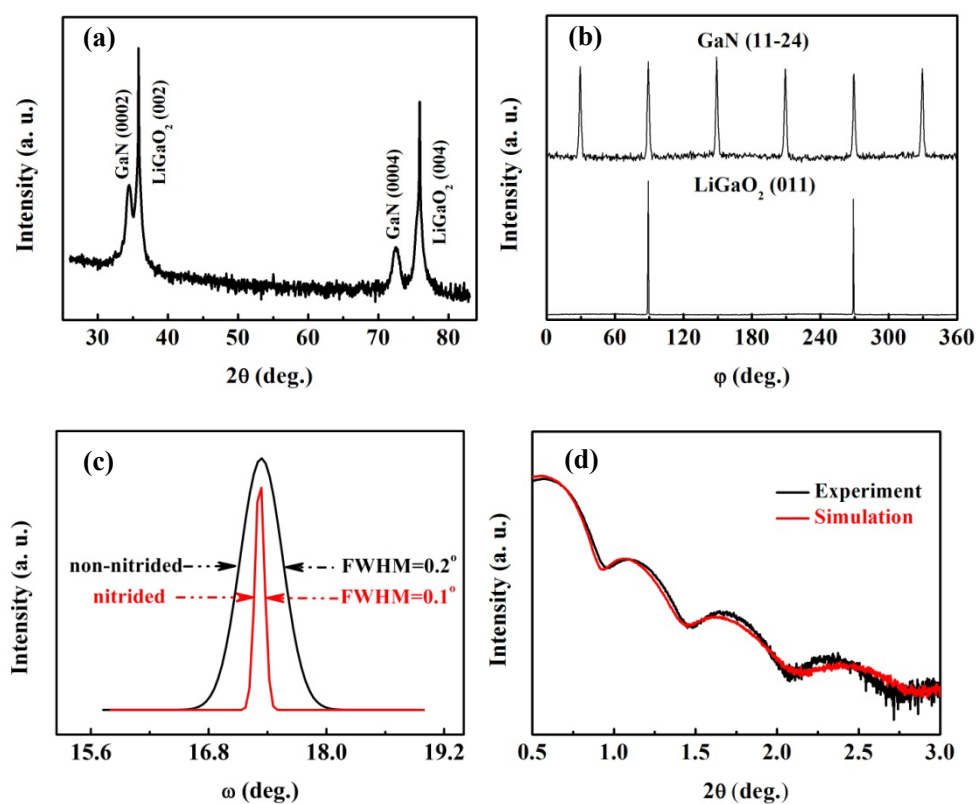 (a)
GaN (0002)
LiGaO2 (002)
GaN (0004)
LiGaO2 (004)
Intensity (a. u.)
30 40 50 60 70 80
2θ (deg.)
(b)
GaN (11-24)
LiGaO2 (011)
Intensity (a. u.)
0 60 120 180 240 300 360
φ (deg.)
(c)
non-nitrided
FWHM=0.2°
nitrided
FWHM=0.1°
Intensity (a. u.)
15.6 16.8 18.0 19.2
ω (deg.)
(d)
Experiment
Simulation
Intensity (a. u.)
0.5 1.0 1.5 2.0 2.5 3.0
2θ (deg.)